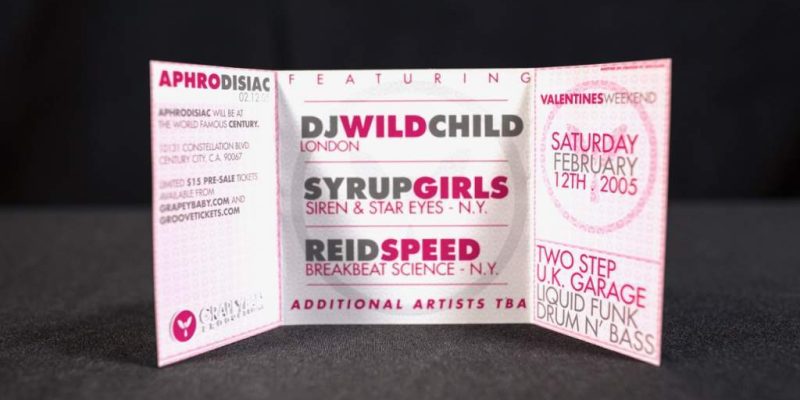 APHRODISIAC
02.12.05
APHRODISIAC WILL BE AT
THE WORLD FAMOUS CENTURY.
10131 CONSTELLATION BLVD.
CENTURY CITY, C.A. 90067
LIMITED $15 PRE-SALE TICKETS
AVAILABLE FROM
GRAPEYBABY.COM AND
GROOVETICKETS.COM
FEATURING
DJWILDCHILD
LONDON
SYRUPGIRLS
SIREN & STAR EYES - N.Y.
REIDSPEED
BREAKBEAT SCIENCE - N.Y.
ADDITIONAL ARTISTS TBA
VALENTINESWEEKEND
SATURDAY
FEBRUARY
12TH . 2005
TWO STEP
U.K. GARAGE
LIQUID FUNK
DRUM N' BASS